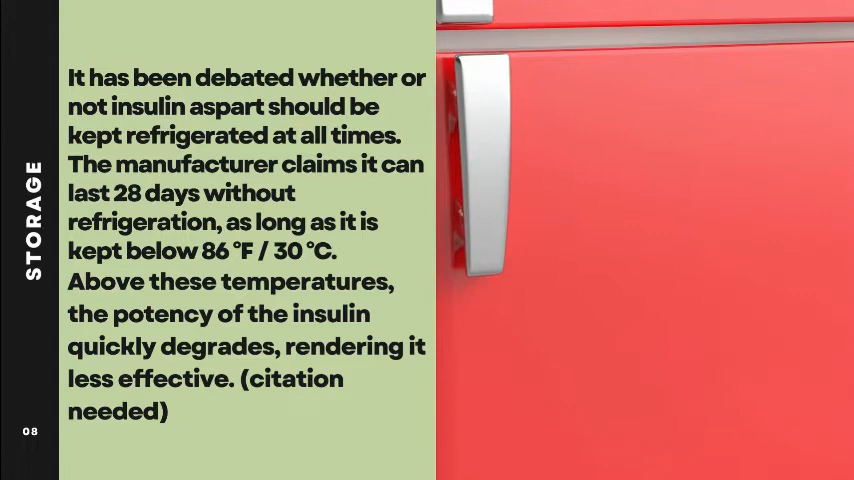 STORAGE
08
It has been debated whether or
not insulin aspart should be
kept refrigerated at all times.
The manufacturer claims it can
last 28 days without
refrigeration, as long as it is
kept below 86 °F / 30 °C.
Above these temperatures,
the potency of the insulin
quickly degrades, rendering it
less effective. (citation
needed)